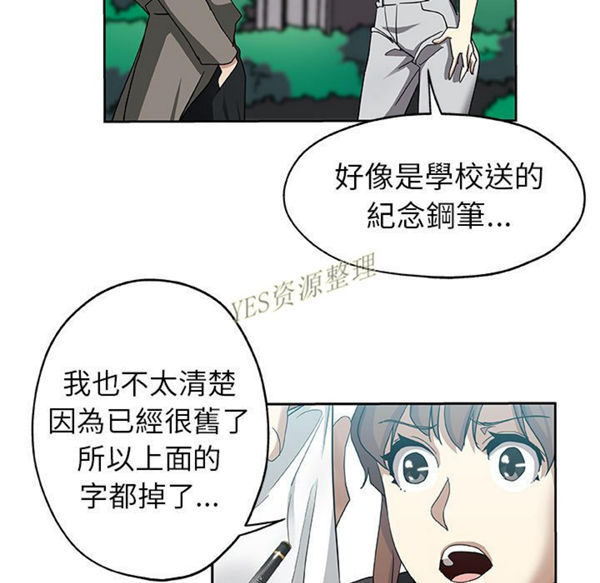 好像是學校送的
紀念鋼筆...
YES资源整理
我也不太清楚
因為已經很舊了
所以上面的
字都掉了...